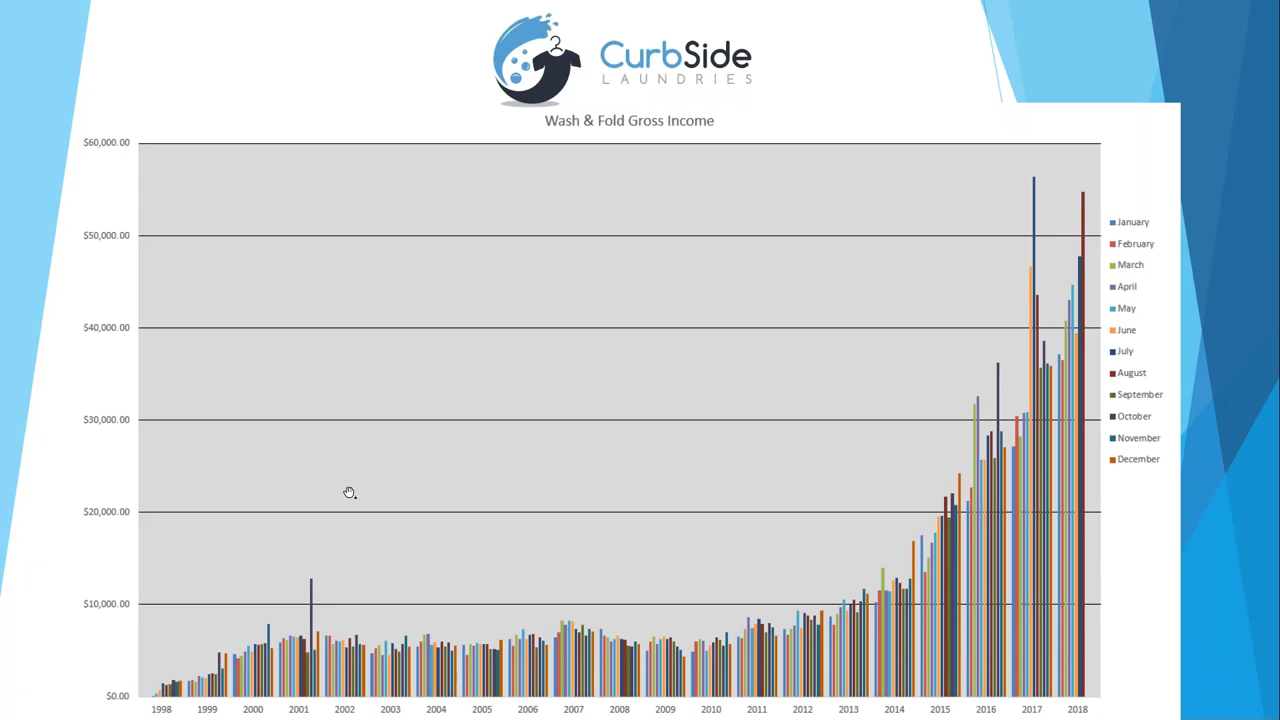 CurbSide
LAUNDRIES
Wash & Fold Gross Income
$60,000.00
$50,000.00
$40,000.00
$30,000.00
$20,000.00
$10,000.00
$0.00
1998 1999 2000 2001 2002 2003 2004 2005 2006 2007 2008 2009 2010 2011 2012 2013 2014 2015 2016 2017 2018
January
February
March
April
May
June
July
August
September
October
November
December